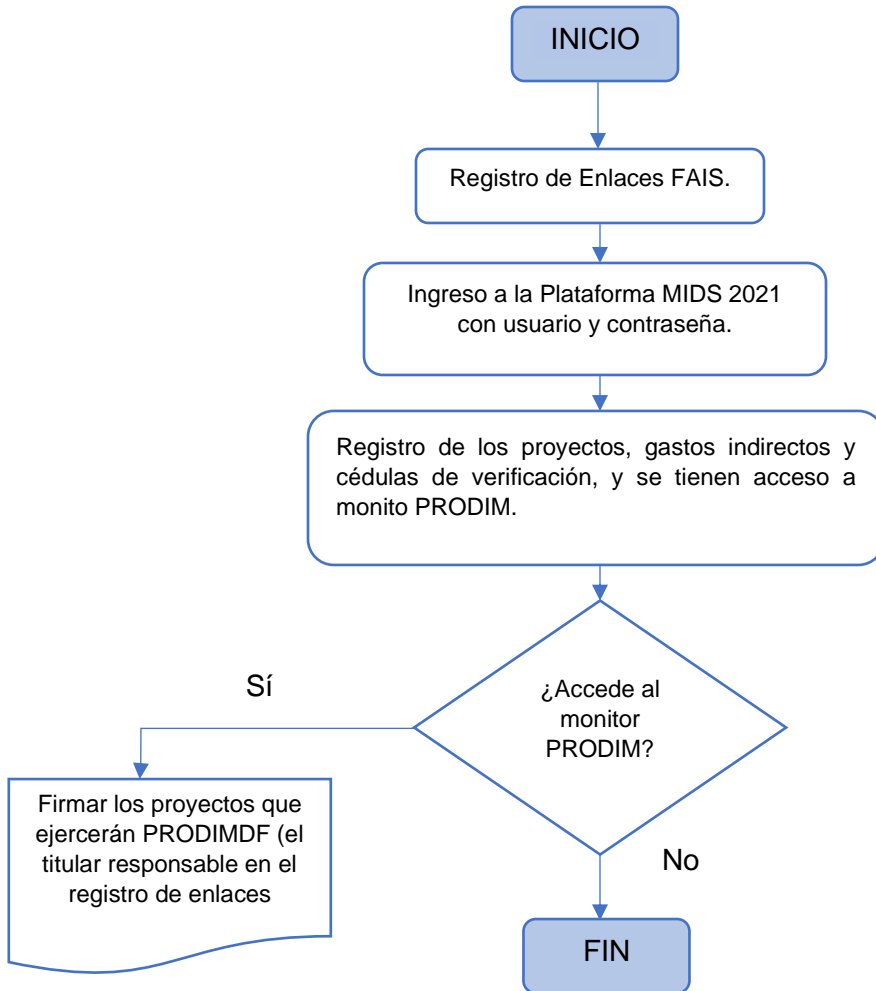 INICIO
Registro de Enlaces FAIS.
Ingreso a la Plataforma MIDS 2021
con usuario y contraseña.
Registro de los proyectos, gastos indirectos y
cédulas de verificación, y se tienen acceso a
monito PRODIM.
¿Accede al
monitor
PRODIM?
Sí
Firmar los proyectos que
ejercerán PRODIMDF (el
titular responsable en el
registro de enlaces
No
FIN